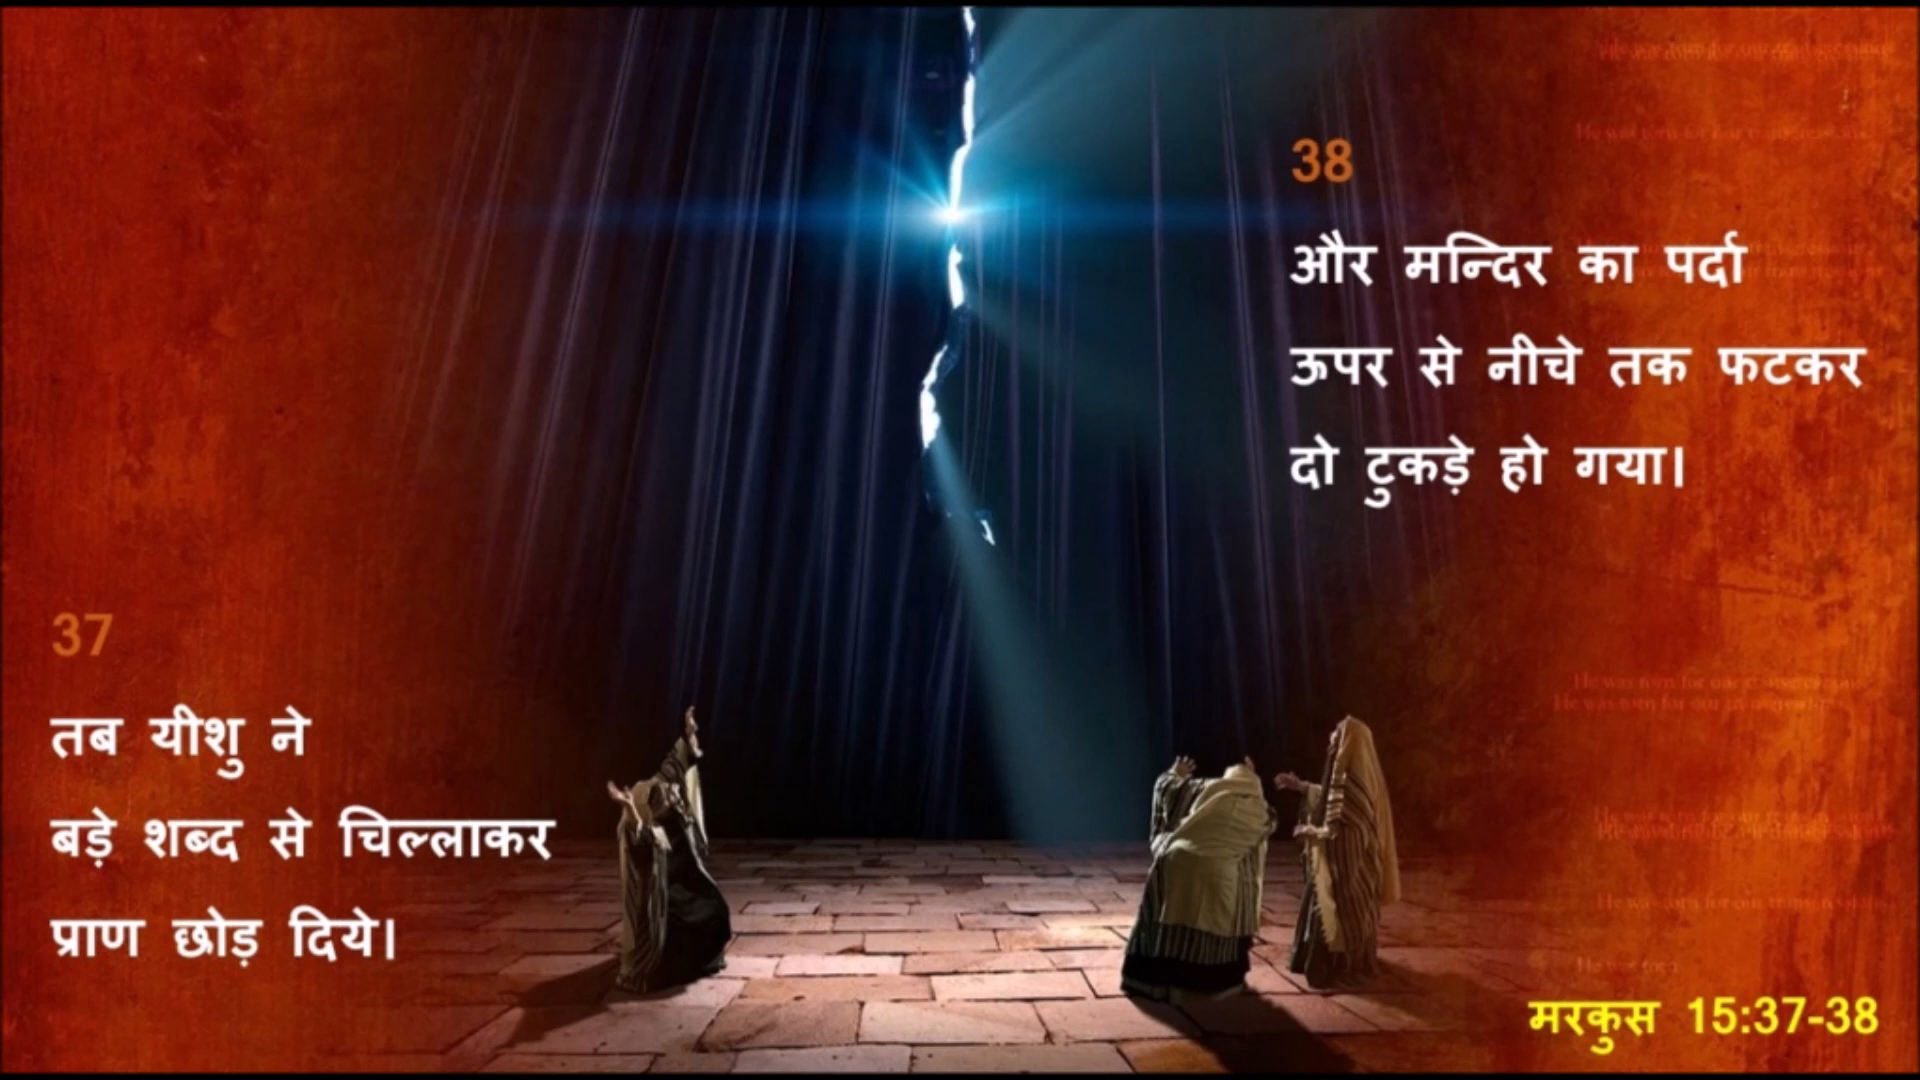 37
तब यीशु ने
बड़े शब्द से चिल्लाकर
प्राण छोड़ दिये।
38
और मन्दिर का पर्दा
ऊपर से नीचे तक फटकर
दो टुकड़े हो गया।
मरकुस 15:37-38